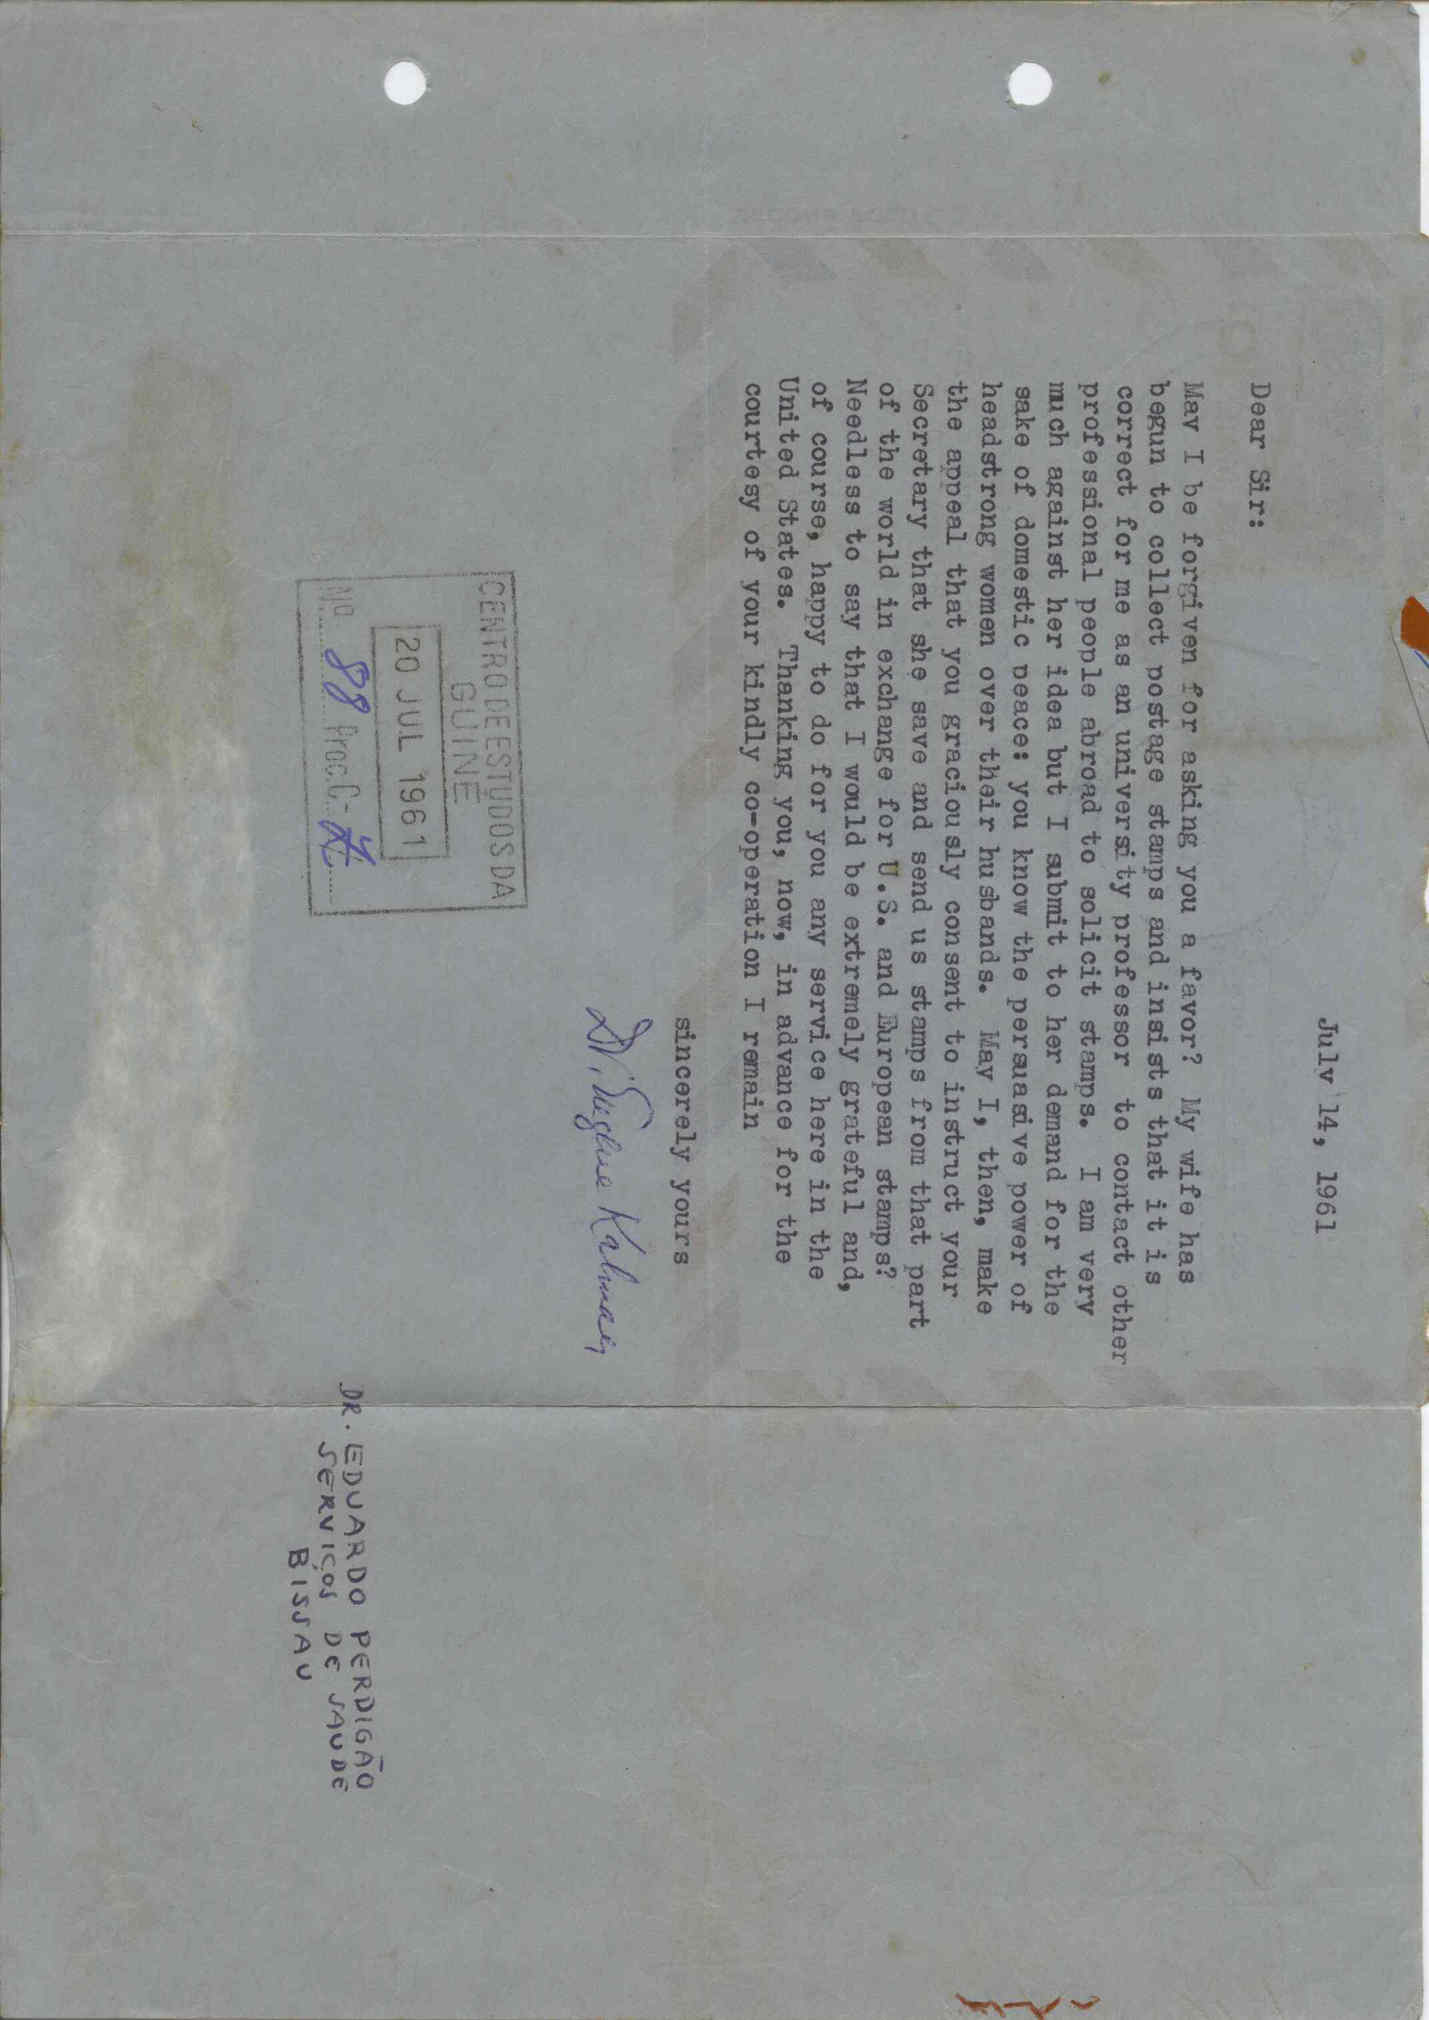 July 14, 1961
Dear Sir:
May I be forgiven for asking you a favor? My wife has
begun to collect postage stamps and insists that it is
correct for me as an university professor to contact other
professional people abroad to solicit stamps. I am very
much against her idea but I submit to her demand for the
sake of domestic peace: you know the persuasive power of
headstrong women over their husbands. May I, then, make
the appeal that you graciously consent to instruct your
Secretary that she save and send us stamps from that part
of the world in exchange for U.S. and European stamps?
Needless to say that I would be extremely grateful and,
of course, happy to do for you any service here in the
United States. Thanking you, now, in advance for the
courtesy of your kindly co-operation I remain
sincerely yours
Dr.
CENTRO DE ESTUDOS DA
GUINÉ
20 JUL 1961
Nº 88 Proc. C-
DR. EDUARDO PERDIGÃO
SERVIÇOS DE SAUDE
BISSAU